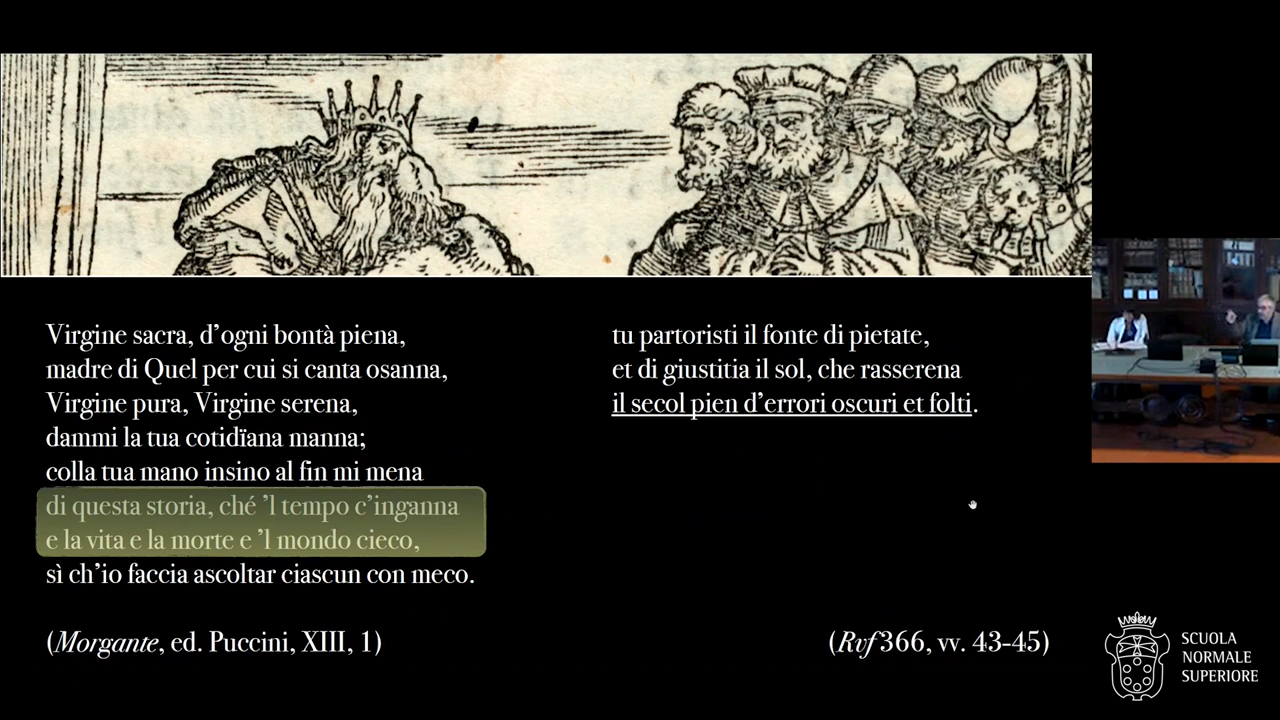 Virgine sacra, d’ogni bontà piena,
madre di Quel per cui si canta osanna,
Virgine pura, Virgine serena,
dammi la tua cotidïana manna;
colla tua mano insino al fin mi mena
di questa storia, ché ’l tempo c’inganna
e la vita e la morte e ’l mondo cieco,
sì ch’io faccia ascoltar ciascun con meco.
(Morgante, ed. Puccini, XIII, 1)
tu partoristi il fonte di pietate,
et di giustitia il sol, che rasserena
il secol pien d’errori oscuri et folti.
(Rvf 366, vv. 43-45)
SCUOLA
NORMALE
SUPERIORE